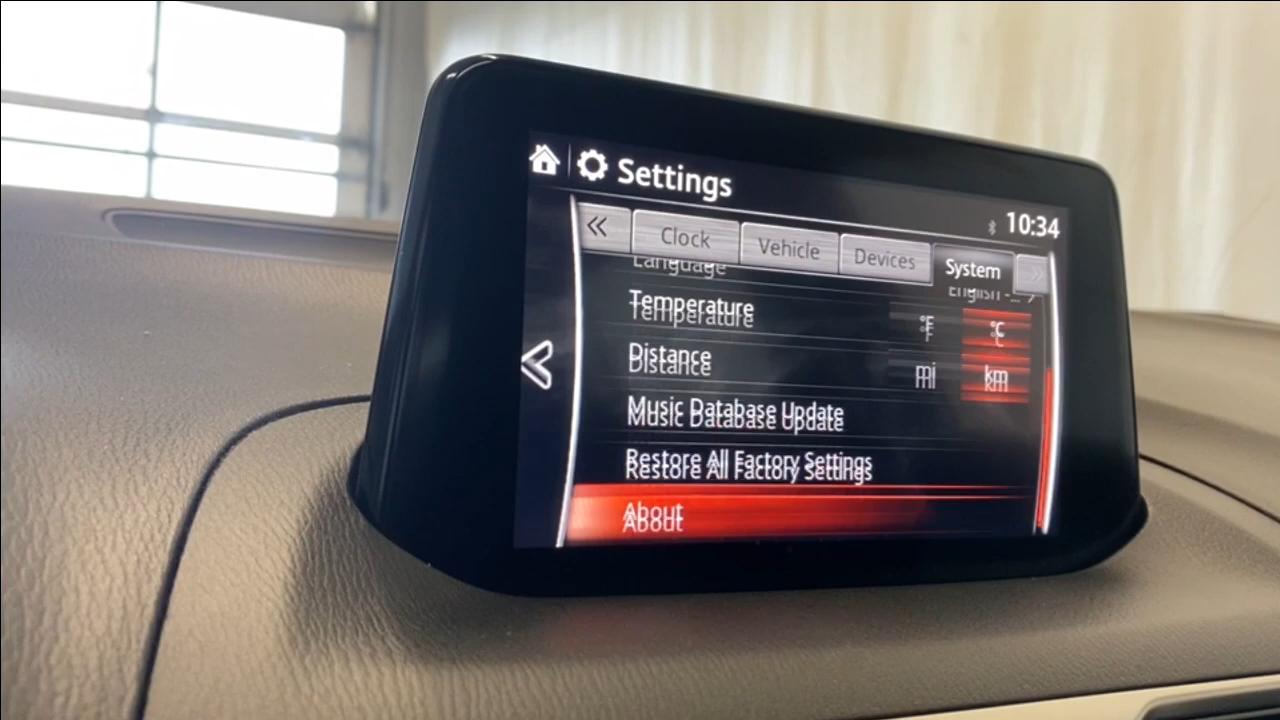 Settings
10:34
Clock Vehicle Devices System
Language English -...
Temperature °F °C
Distance mi km
Music Database Update
Restore All Factory Settings
About